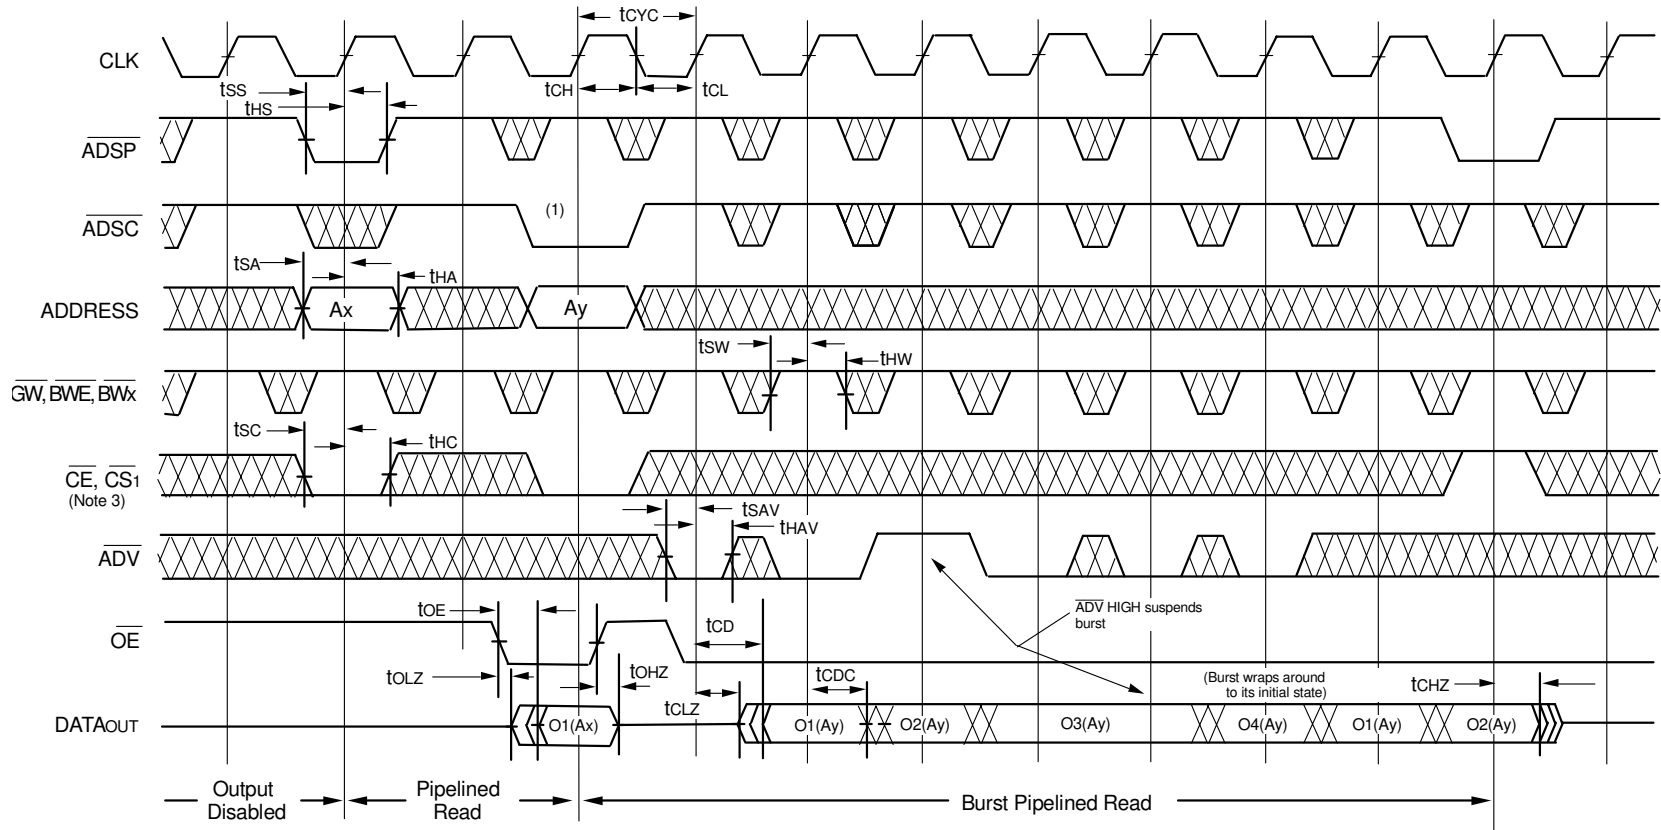 tCYC
CLK
tSS
tCH
tCL
tHS
ADSP
(1)
ADSC
tSA
tHA
ADDRESS
Ax
Ay
tSW
tHW
GW, BWE, BWx
tSC
tHC
CE, CS1
(Note 3)
tSAV
tHAV
ADV
tOE
ADV HIGH suspends
burst
tCD
OE
tOLZ
tOHZ
tCDC
(Burst wraps around
to its initial state)
tCHZ
tCLZ
DATAOUT
O1(Ax)
O1(Ay)
O2(Ay)
O3(Ay)
O4(Ay)
O1(Ay)
O2(Ay)
Output
Disabled
Pipelined
Read
Burst Pipelined Read